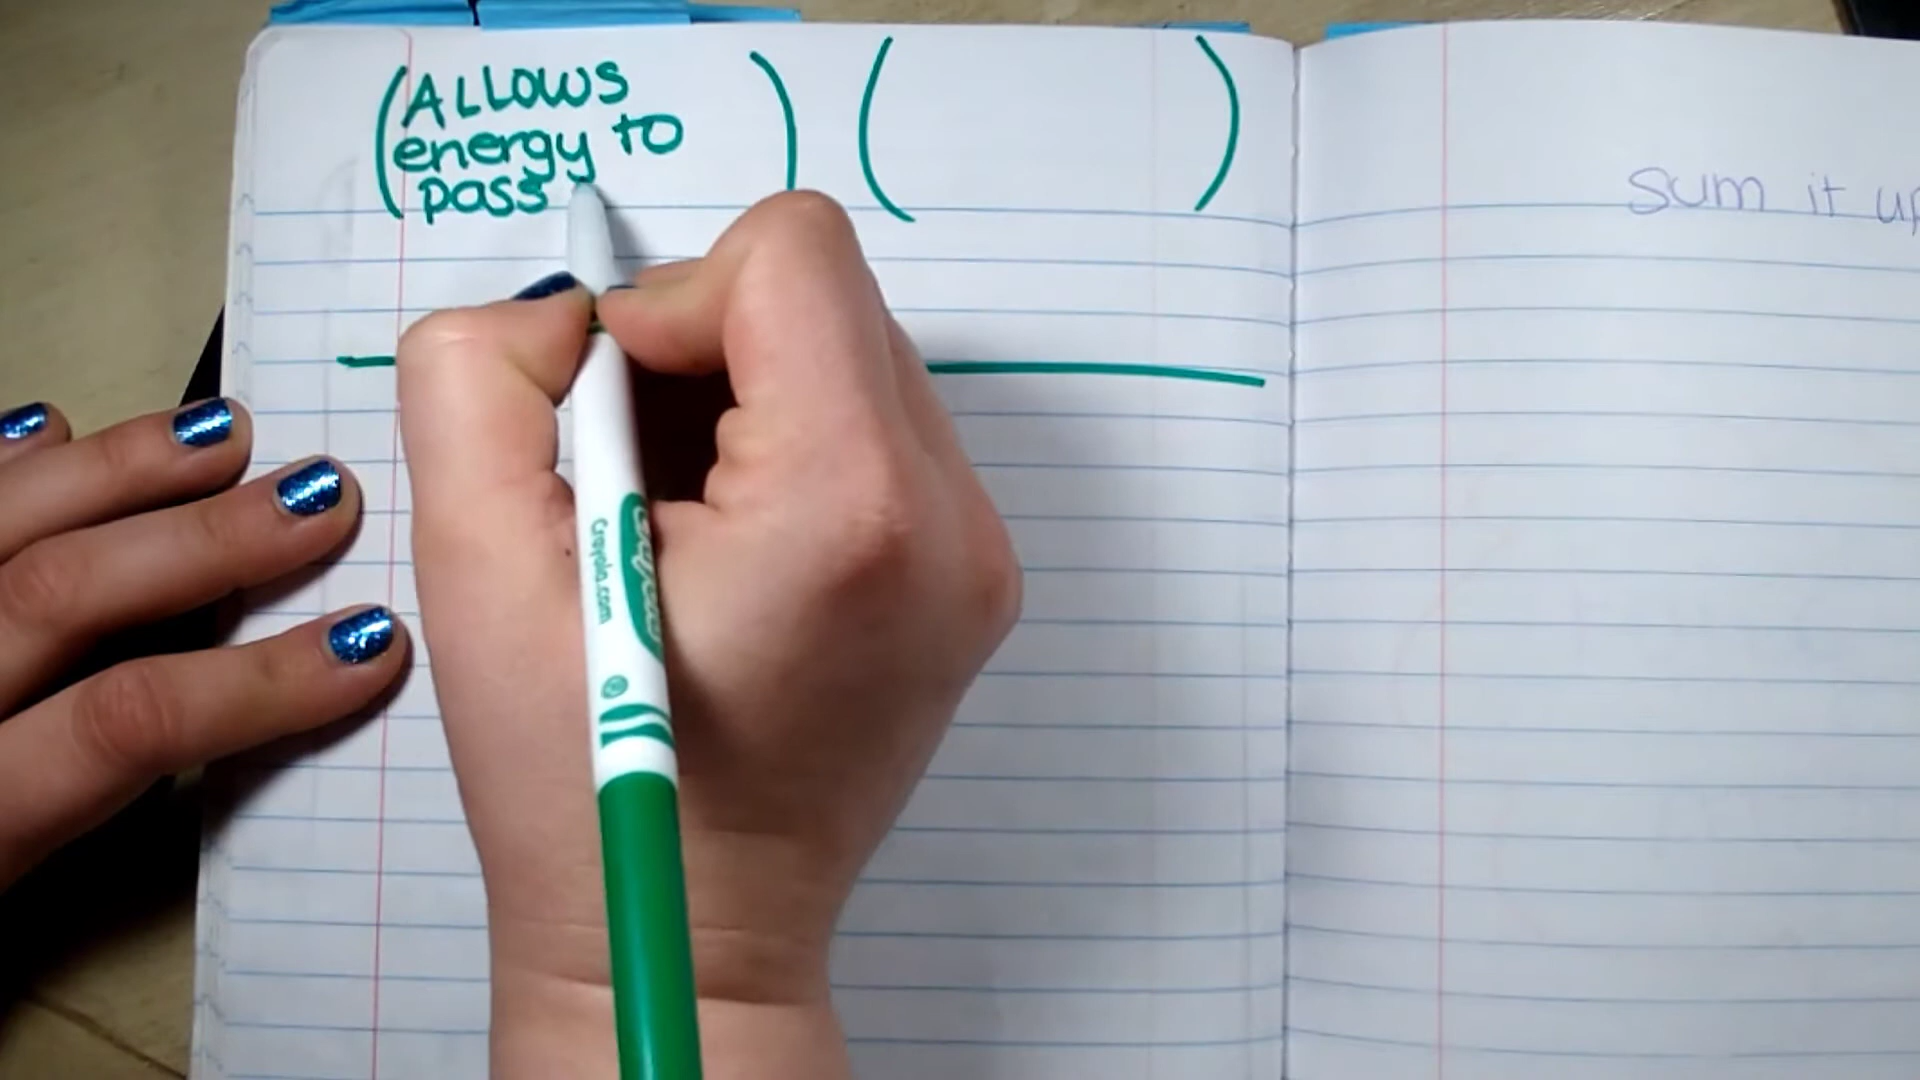 (ALLOWS
energy to
pass
) ( )
sum it up
Crayola
Crayola.com